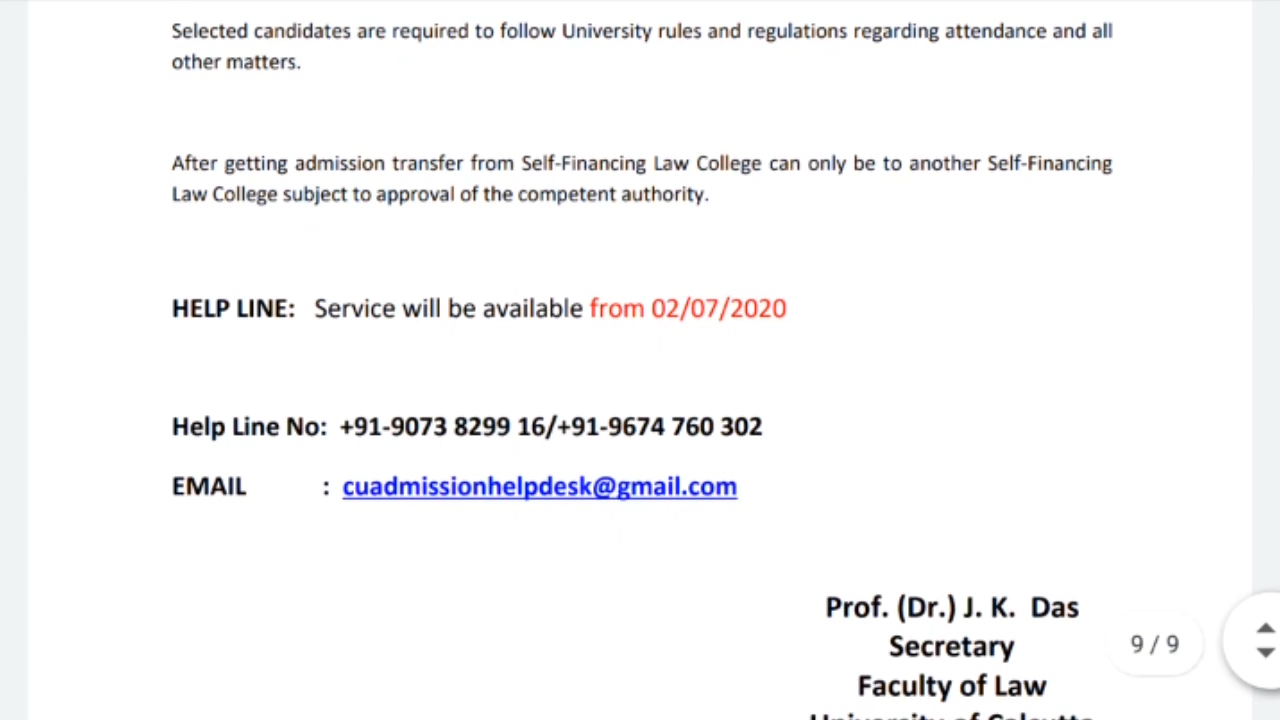 Selected candidates are required to follow University rules and regulations regarding attendance and all
other matters.
After getting admission transfer from Self-Financing Law College can only be to another Self-Financing
Law College subject to approval of the competent authority.
HELP LINE: Service will be available from 02/07/2020
Help Line No: +91-9073 8299 16/+91-9674 760 302
EMAIL : cuadmissionhelpdesk@gmail.com
Prof. (Dr.) J. K. Das
Secretary
9 / 9
Faculty of Law
University of Calcutta